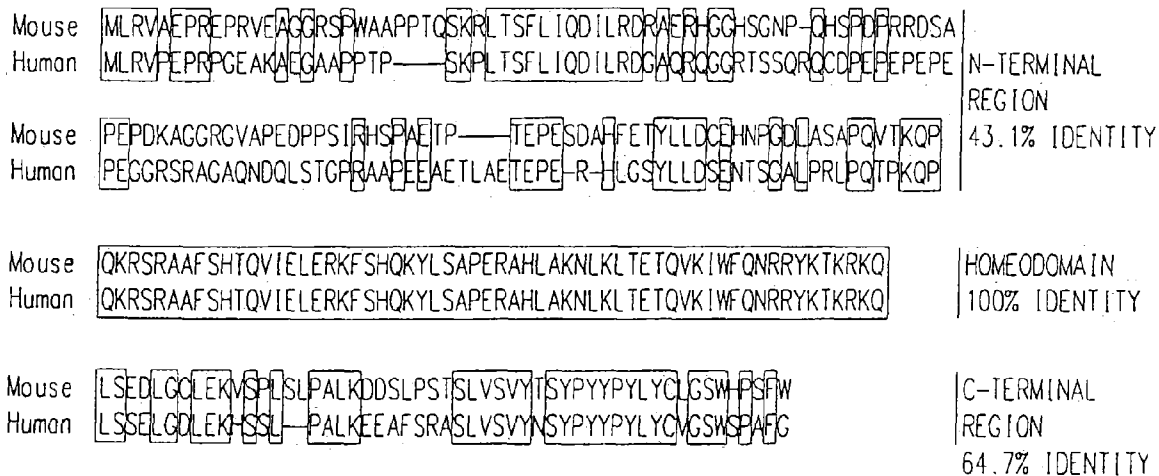 Mouse MLRVAEPREPRVEAGGRSPWAAPPTQSKRLTSFLIQDILRDRAERHGGHSGNP-QHSPDPRRDSA
Human MLRVPEPRPGEAKAEGAAPPTP----SKPLTSFLIQDILRDGAQRQGGRTSSQRQCDPEPEPEPE
N-TERMINAL
REGION
43.1% IDENTITY
Mouse PEPDKAGGRGVAPEDPPSIRHSPAETP----TEPESDAHFETYLLDCEHNPGDLASAPQVTKQP
Human PEGGRSRAGAQNDQLSTGPRAAPEEAETLAETEPE-R-HLGSYLLDSENTSGALPRLPQTPKQP
Mouse QKRSRAAFSHTQVIELERKFSHQKYLSAPERAHLAKNLKLTETQVKIWFQNRRYKTKRKQ
Human QKRSRAAFSHTQVIELERKFSHQKYLSAPERAHLAKNLKLTETQVKIWFQNRRYKTKRKQ
HOMEODOMAIN
100% IDENTITY
Mouse LSEDLGCLEKVSPLSLPALKDDSLPSTSLVSVYTSYPYYPYLYCLGSWHPSFW
Human LSSELGDLEKHSSL--PALKEEAFSRASLVSVYNSYPYYPYLYCVGSWSPAFG
C-TERMINAL
REGION
64.7% IDENTITY